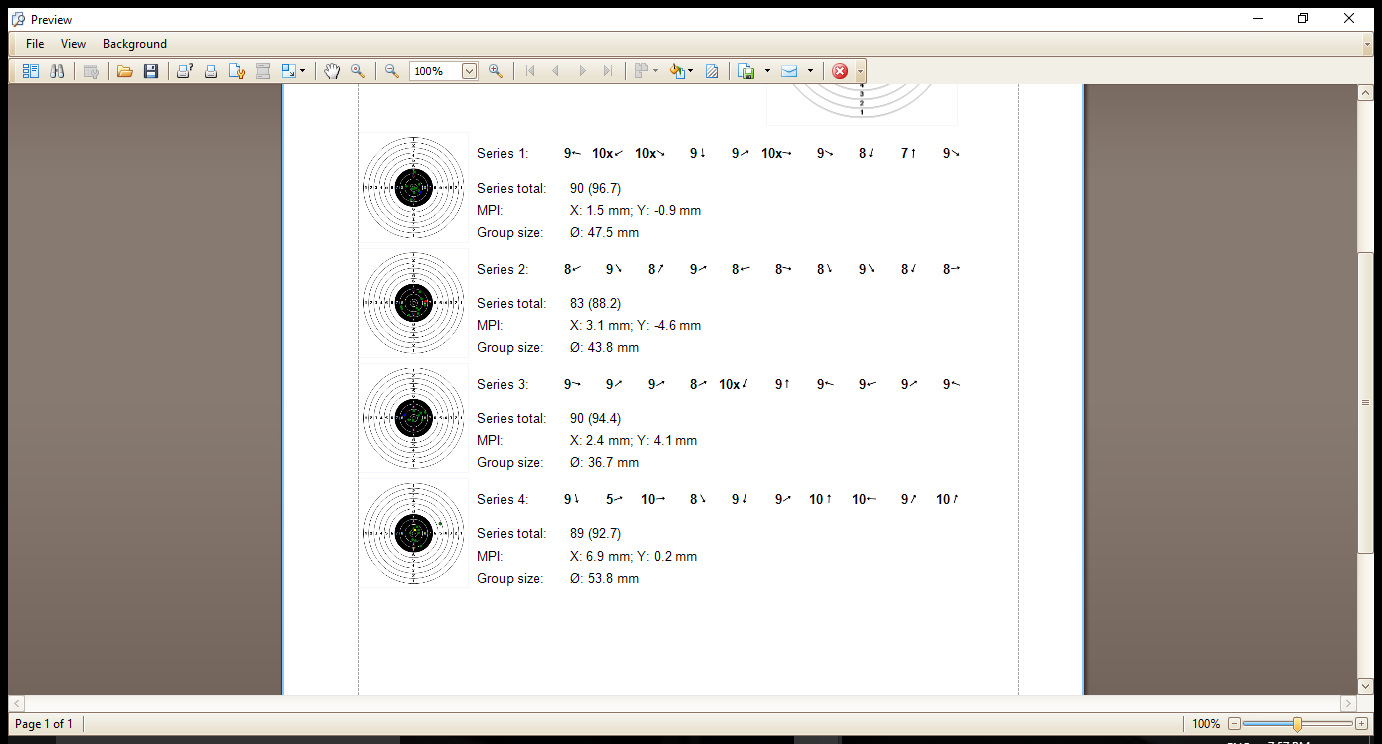 Preview
File View Background
100%
4
3
2
1
Series 1: 9 10x 10x 9 9 10x 9 8 7 9
Series total: 90 (96.7)
MPI: X: 1.5 mm; Y: -0.9 mm
Group size: Ø: 47.5 mm
Series 2: 8 9 8 9 8 8 8 9 8 8
Series total: 83 (88.2)
MPI: X: 3.1 mm; Y: -4.6 mm
Group size: Ø: 43.8 mm
Series 3: 9 9 9 8 10x 9 9 9 9 9
Series total: 90 (94.4)
MPI: X: 2.4 mm; Y: 4.1 mm
Group size: Ø: 36.7 mm
Series 4: 9 5 10 8 9 9 10 10 9 10
Series total: 89 (92.7)
MPI: X: 6.9 mm; Y: 0.2 mm
Group size: Ø: 53.8 mm
Page 1 of 1
100%